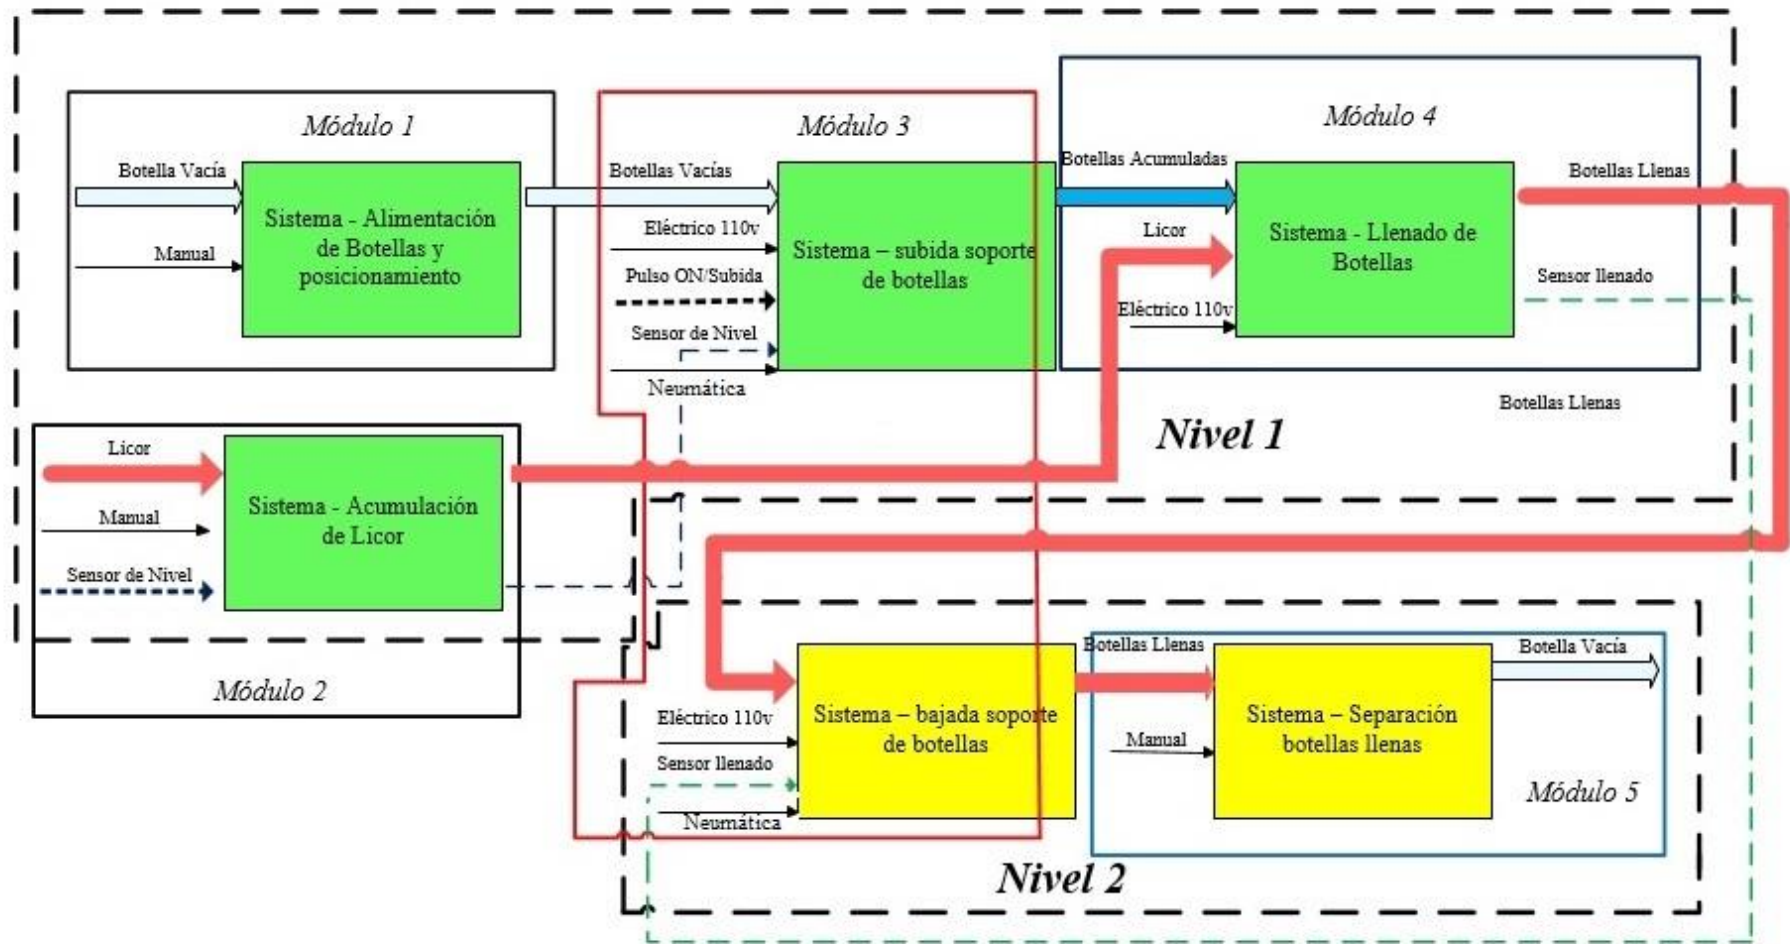 Módulo 1
Botella Vacía
Manual
Sistema - Alimentación
de Botellas y
posicionamiento
Módulo 3
Botellas Vacías
Eléctrico 110v
Pulso ON/Subida
Sensor de Nivel
Neumática
Sistema – subida soporte
de botellas
Módulo 4
Botellas Acumuladas
Licor
Eléctrico 110v
Sistema - Llenado de
Botellas
Botellas Llenas
Sensor llenado
Botellas Llenas
Nivel 1
Licor
Manual
Sensor de Nivel
Sistema - Acumulación
de Licor
Módulo 2
Eléctrico 110v
Sensor llenado
Neumática
Sistema – bajada soporte
de botellas
Botellas Llenas
Manual
Sistema – Separación
botellas llenas
Botella Vacía
Módulo 5
Nivel 2